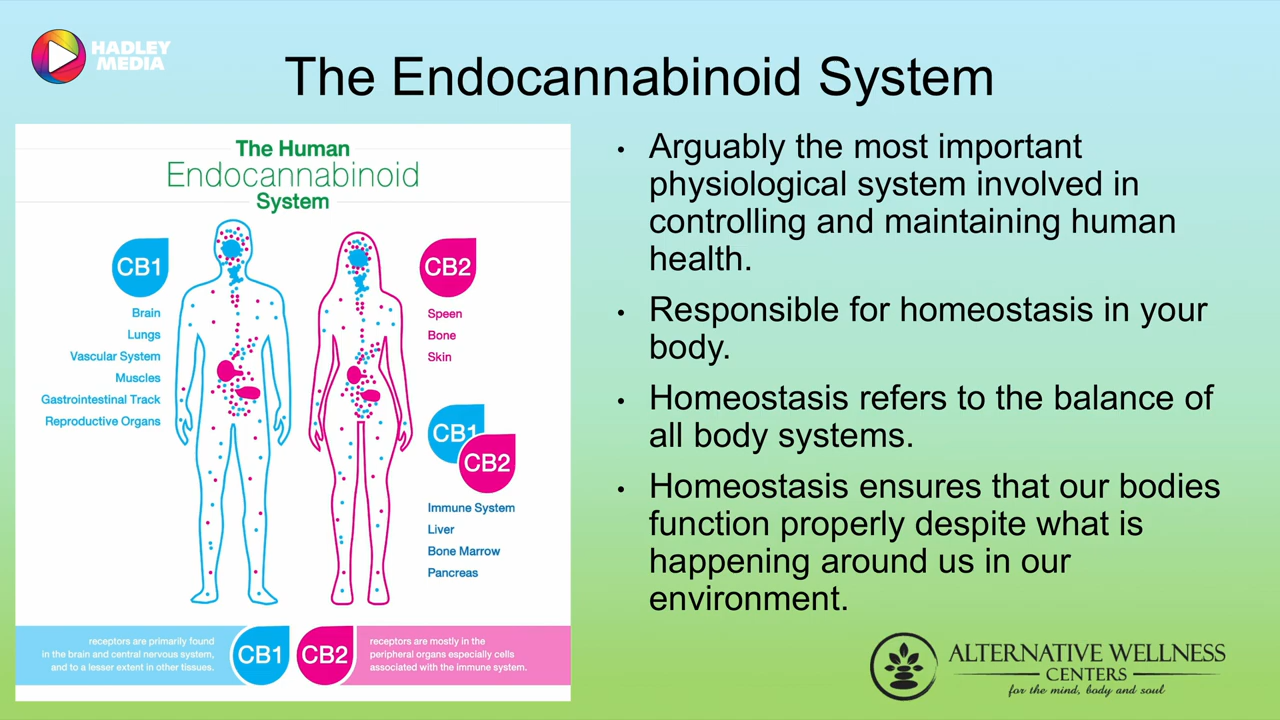 HADLEY
MEDIA
The Endocannabinoid System
The Human
Endocannabinoid
System
CB1
Brain
Lungs
Vascular System
Muscles
Gastrointestinal Track
Reproductive Organs
CB2
Speen
Bone
Skin
CB1
CB2
Immune System
Liver
Bone Marrow
Pancreas
receptors are primarily found
in the brain and central nervous system,
and to a lesser extent in other tissues.
CB1
CB2
receptors are mostly in the
peripheral organs especially cells
associated with the immune system.
• Arguably the most important
physiological system involved in
controlling and maintaining human
health.
• Responsible for homeostasis in your
body.
• Homeostasis refers to the balance of
all body systems.
• Homeostasis ensures that our bodies
function properly despite what is
happening around us in our
environment.
ALTERNATIVE WELLNESS
CENTERS
for the mind, body and soul